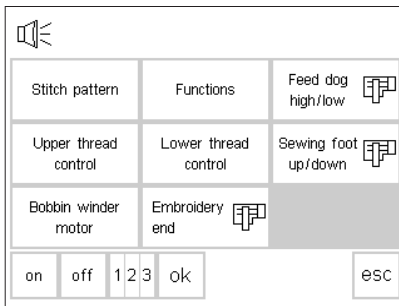 Stitch pattern
Functions
Feed dog
high/low
Upper thread
control
Lower thread
control
Sewing foot
up/down
Bobbin winder
motor
Embroidery
end
on
off
1 2 3
ok
esc